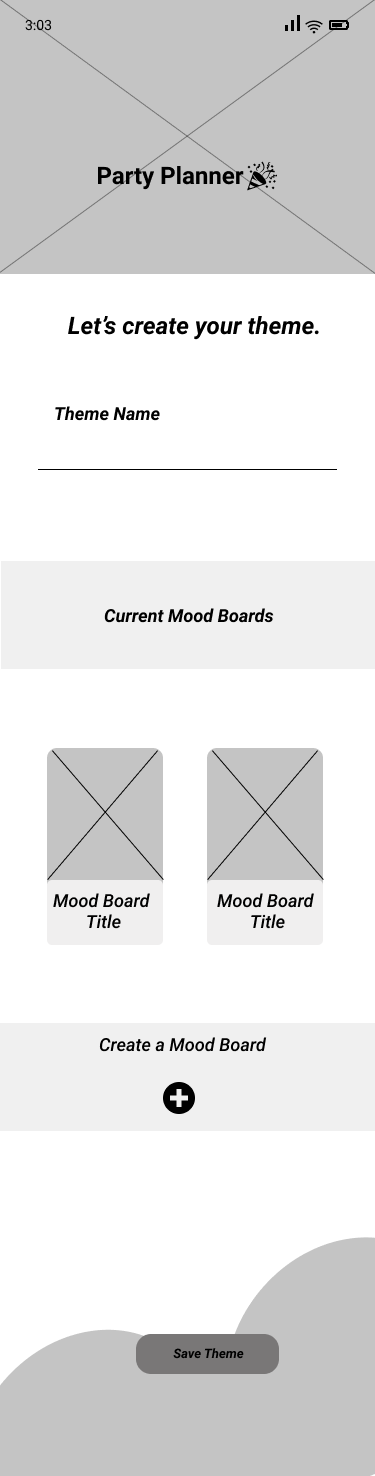 3:03
Party Planner
Let’s create your theme.
Theme Name
Current Mood Boards
Mood Board
Title
Mood Board
Title
Create a Mood Board
Save Theme